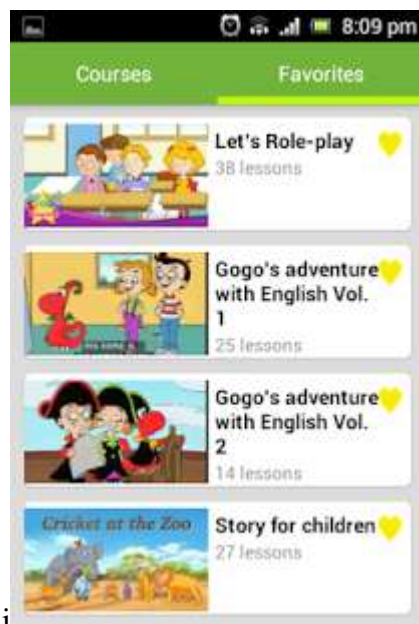 8:09 pm
Courses
Favorites
Let's Role-play
38 lessons
Gogo's adventure
with English Vol.
1
25 lessons
Gogo's adventure
with English Vol.
2
14 lessons
Cricket at the Zoo
Story for children
27 lessons
i